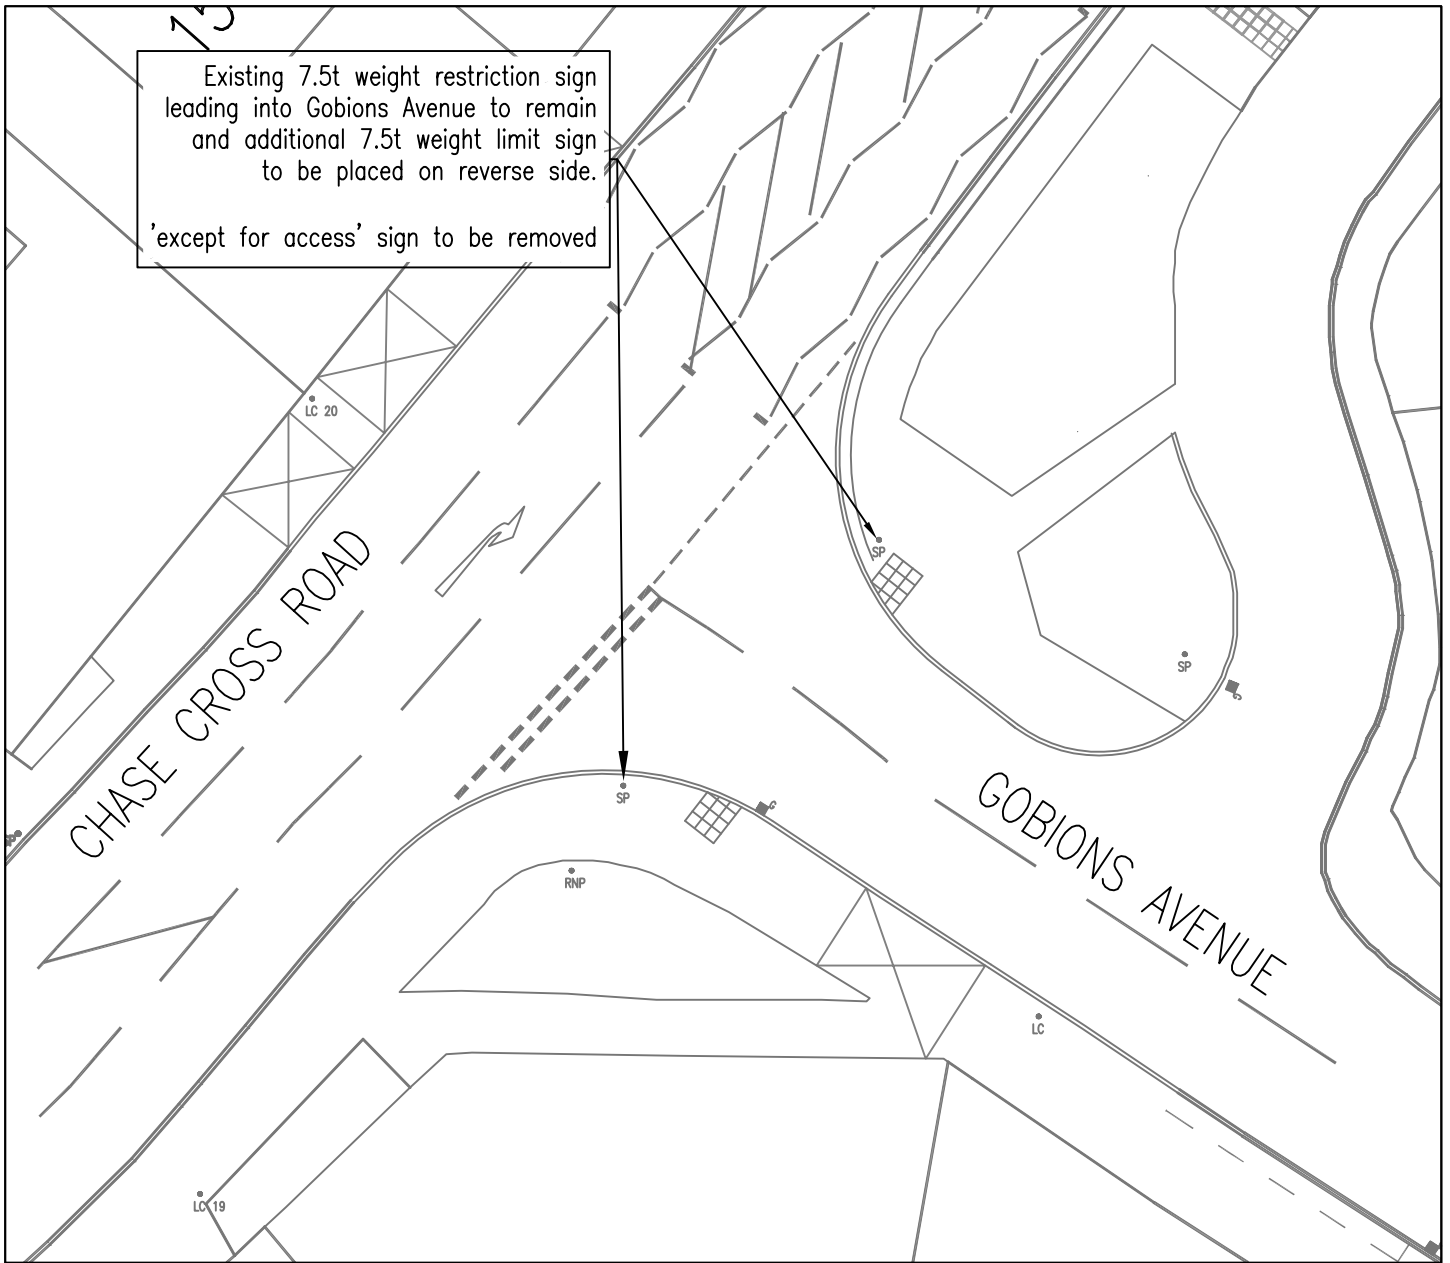 15
Existing 7.5t weight restriction sign
leading into Gobions Avenue to remain
and additional 7.5t weight limit sign
to be placed on reverse side.
'except for access' sign to be removed
LC 20
SP
CHASE CROSS ROAD
SP
G
SP
G
GOBIONS AVENUE
RNP
LC
LC 19